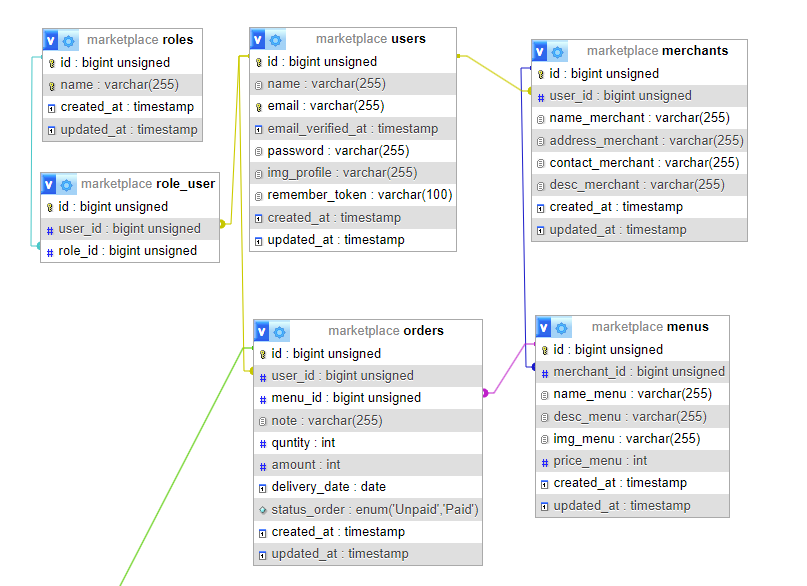 marketplace roles
id : bigint unsigned
name : varchar(255)
created_at : timestamp
updated_at : timestamp
marketplace role_user
id : bigint unsigned
user_id : bigint unsigned
role_id : bigint unsigned
marketplace users
id : bigint unsigned
name : varchar(255)
email : varchar(255)
email_verified_at : timestamp
password : varchar(255)
img_profile : varchar(255)
remember_token : varchar(100)
created_at : timestamp
updated_at : timestamp
marketplace merchants
id : bigint unsigned
user_id : bigint unsigned
name_merchant : varchar(255)
address_merchant : varchar(255)
contact_merchant : varchar(255)
desc_merchant : varchar(255)
created_at : timestamp
updated_at : timestamp
marketplace orders
id : bigint unsigned
user_id : bigint unsigned
menu_id : bigint unsigned
note : varchar(255)
quntity : int
amount : int
delivery_date : date
status_order : enum('Unpaid','Paid')
created_at : timestamp
updated_at : timestamp
marketplace menus
id : bigint unsigned
merchant_id : bigint unsigned
name_menu : varchar(255)
desc_menu : varchar(255)
img_menu : varchar(255)
price_menu : int
created_at : timestamp
updated_at : timestamp